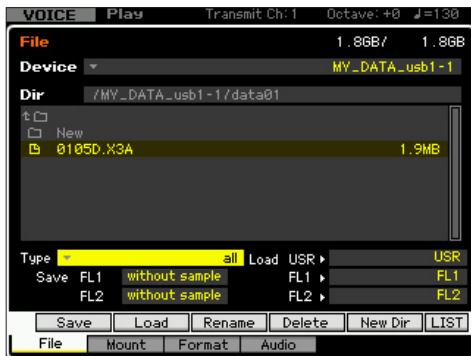 VOICE Play Transmit Ch:1 Octave:+0 ♩=130
File 1.8GB/ 1.8GB
Device MY_DATA_usb1-1
Dir /MY_DATA_usb1-1/data01
New
0105D.X3A 1.9MB
Type all Load USR USR
Save FL1 without sample FL1 FL1
FL2 without sample FL2 FL2
Save Load Rename Delete New Dir LIST
File Mount Format Audio